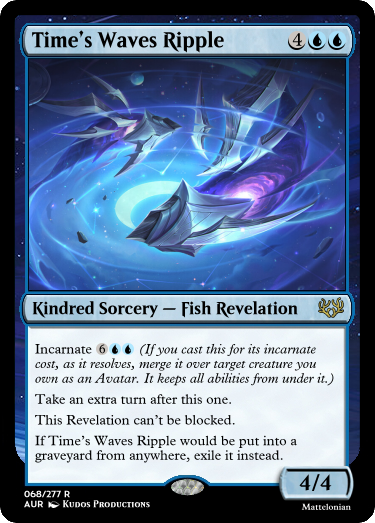 Time's Waves Ripple 4
Kindred Sorcery — Fish Revelation
Incarnate 6 (If you cast this for its incarnate
cost, as it resolves, merge it over target creature you
own as an Avatar. It keeps all abilities from under it.)
Take an extra turn after this one.
This Revelation can't be blocked.
If Time's Waves Ripple would be put into a
graveyard from anywhere, exile it instead.
4/4
068/277 R
AUR Kudos Productions
Mattelonian